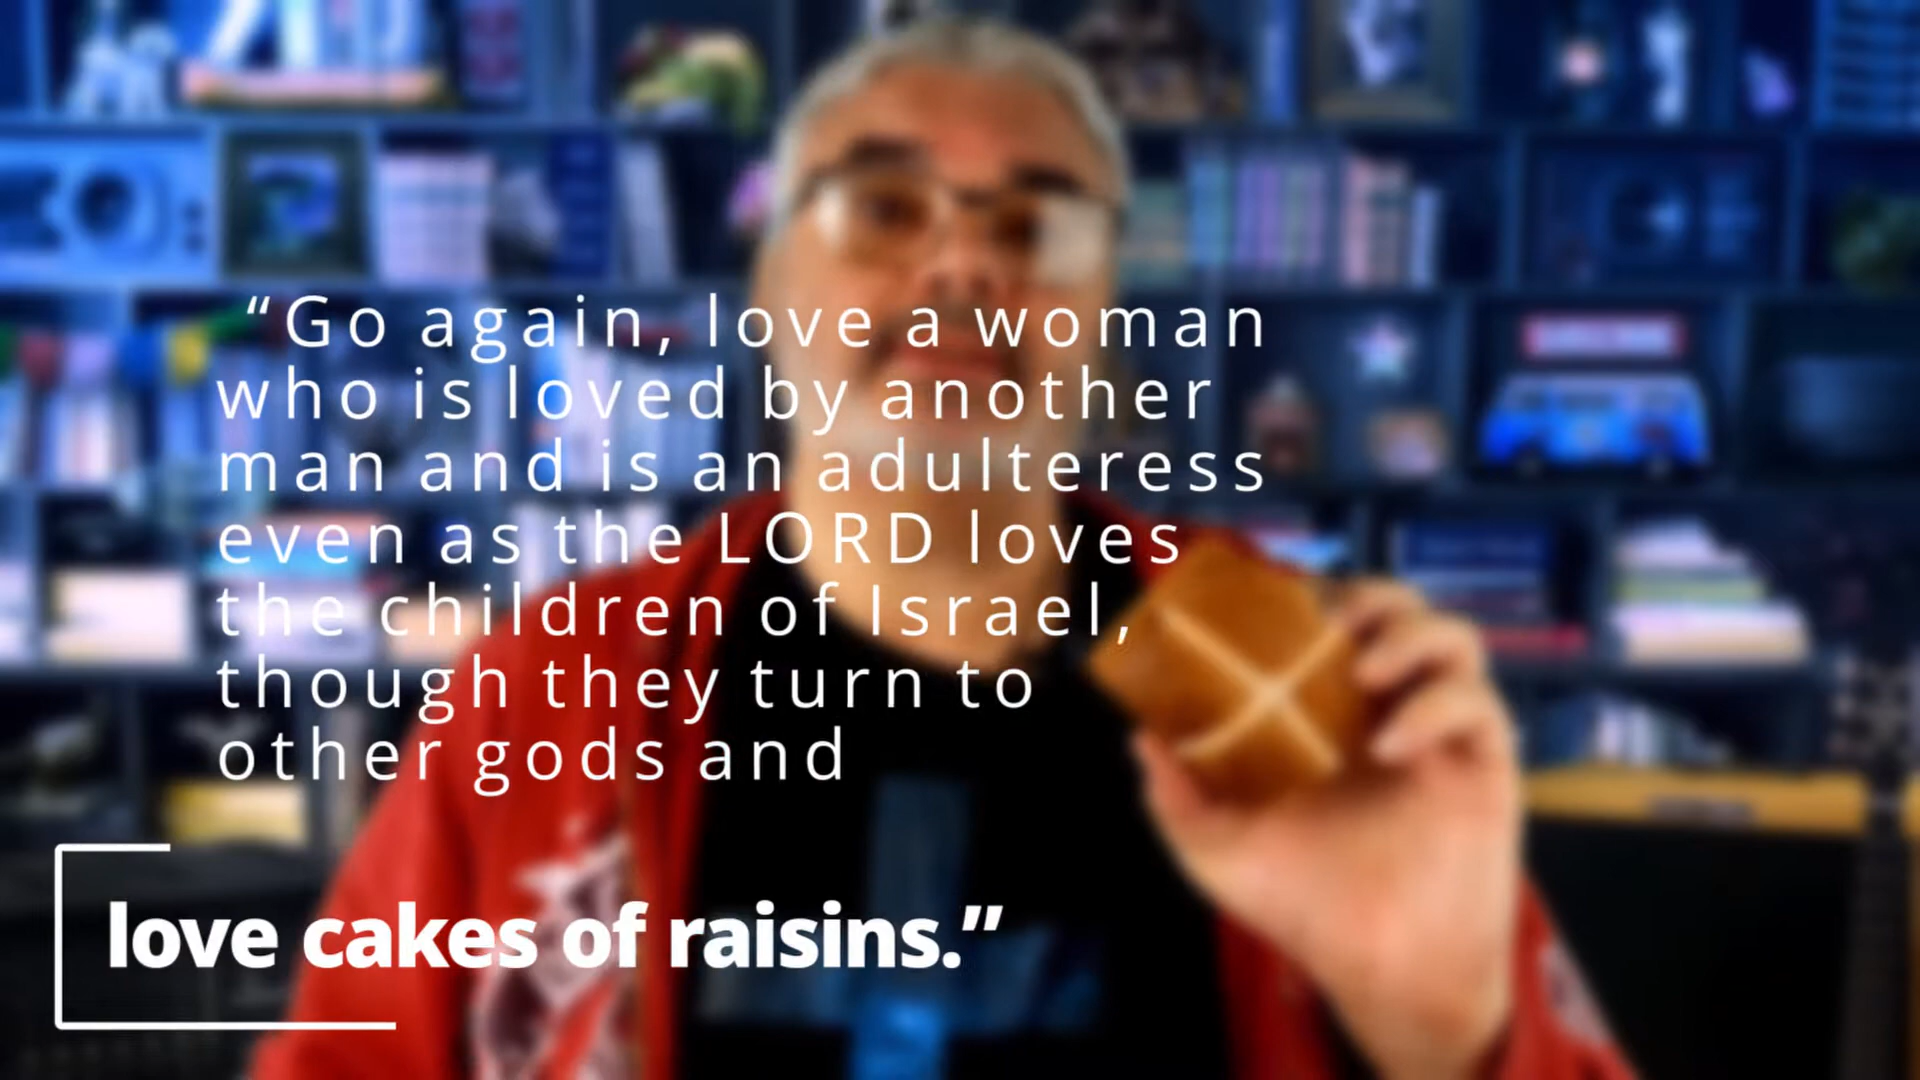 “Go again, love a woman
who is loved by another
man and is an adulteress
even as the LORD loves
the children of Israel,
though they turn to
other gods and
love cakes of raisins.”